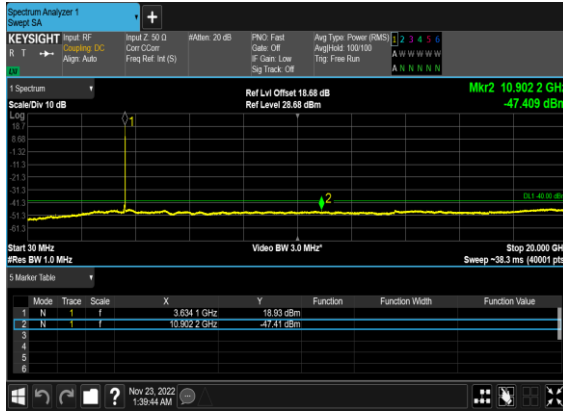 Spectrum Analyzer 1
Swept SA
+
KEYSIGHT Input: RF Input Z: 50 Ω #Atten: 20 dB PNO: Fast Avg Type: Power (RMS) 1 2 3 4 5 6
R T Coupling: DC Corr CCorr Gate: Off Avg|Hold: 100/100 A W W W W W
Align: Auto Freq Ref: Int (S) IF Gain: Low Trig: Free Run
LU Sig Track: Off A N N N N N
1 Spectrum Ref Lvl Offset 18.68 dB Mkr2 10.902 2 GHz
Scale/Div 10 dB Ref Level 28.68 dBm -47.409 dBm
Log
18.7
8.68
-1.32
-11.3
-21.3
-31.3
-41.3
-51.3
-61.3
1
2
DL1 -40.00 dB
Start 30 MHz Video BW 3.0 MHz* Stop 20.000 GH
#Res BW 1.0 MHz Sweep ~38.3 ms (40001 pts
5 Marker Table
Mode Trace Scale X Y Function Function Width Function Value
1 N 1 f 3.634 1 GHz 18.93 dBm
2 N 1 f 10.902 2 GHz -47.41 dBm
3
4
5
6
? Nov 23, 2022
1:39:44 AM